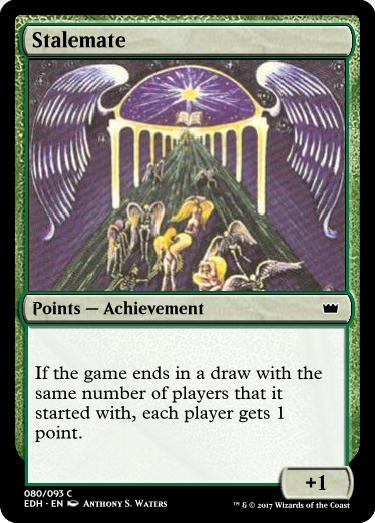 Stalemate
Points — Achievement
If the game ends in a draw with the
same number of players that it
started with, each player gets 1
point.
+1
080/093 C
EDH • EN Anthony S. Waters
™ & © 2017 Wizards of the Coast